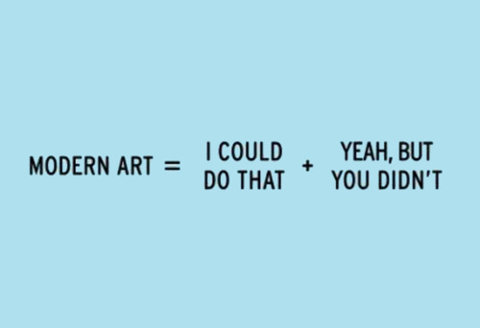 MODERN ART = I COULD DO THAT + YEAH, BUT YOU DIDN'T